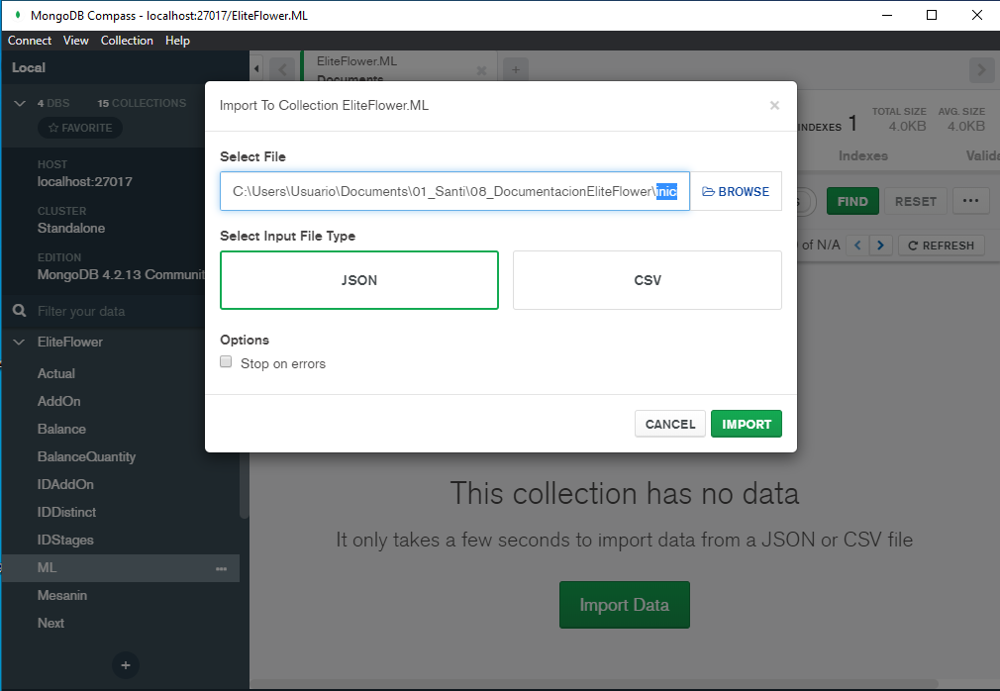 MongoDB Compass - localhost:27017/EliteFlower.ML
Connect View Collection Help
Local
4 DBS 15 COLLECTIONS
FAVORITE
HOST
localhost:27017
CLUSTER
Standalone
EDITION
MongoDB 4.2.13 Communit
Filter your data
EliteFlower
Actual
AddOn
Balance
BalanceQuantity
IDAddOn
IDDistinct
IDStages
ML
Mesanin
Next
EliteFlower.ML
Documents
INDEXES 1
TOTAL SIZE
4.0KB
AVG. SIZE
4.0KB
Indexes
Valida
FIND RESET
of N/A
REFRESH
Import To Collection EliteFlower.ML
Select File
C:\Users\Usuario\Documents\01_Santi\08_DocumentacionEliteFlower\inic
BROWSE
Select Input File Type
JSON CSV
Options
Stop on errors
CANCEL IMPORT
This collection has no data
It only takes a few seconds to import data from a JSON or CSV file
Import Data